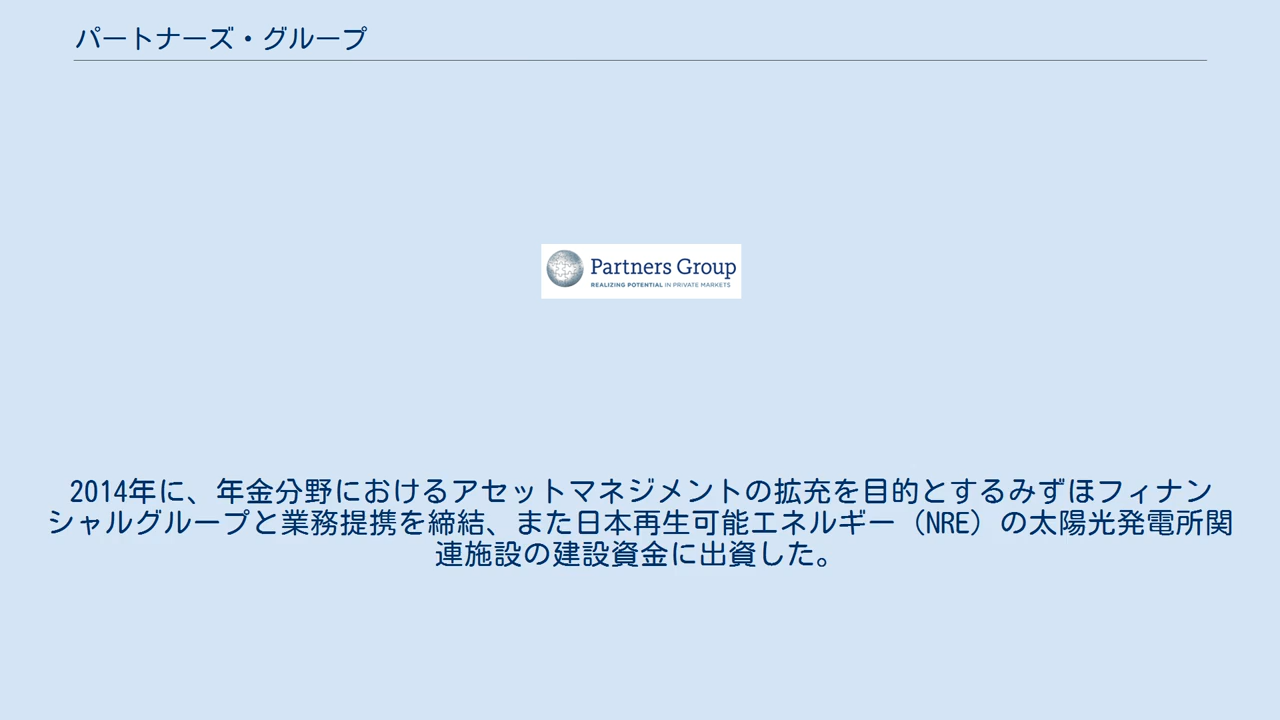 パートナーズ・グループ
Partners Group
REALIZING POTENTIAL IN PRIVATE MARKETS
2014年に、年金分野におけるアセットマネジメントの拡充を目的とするみずほフィナン
シャルグループと業務提携を締結、また日本再生可能エネルギー（NRE）の太陽光発電所関
連施設の建設資金に出資した。